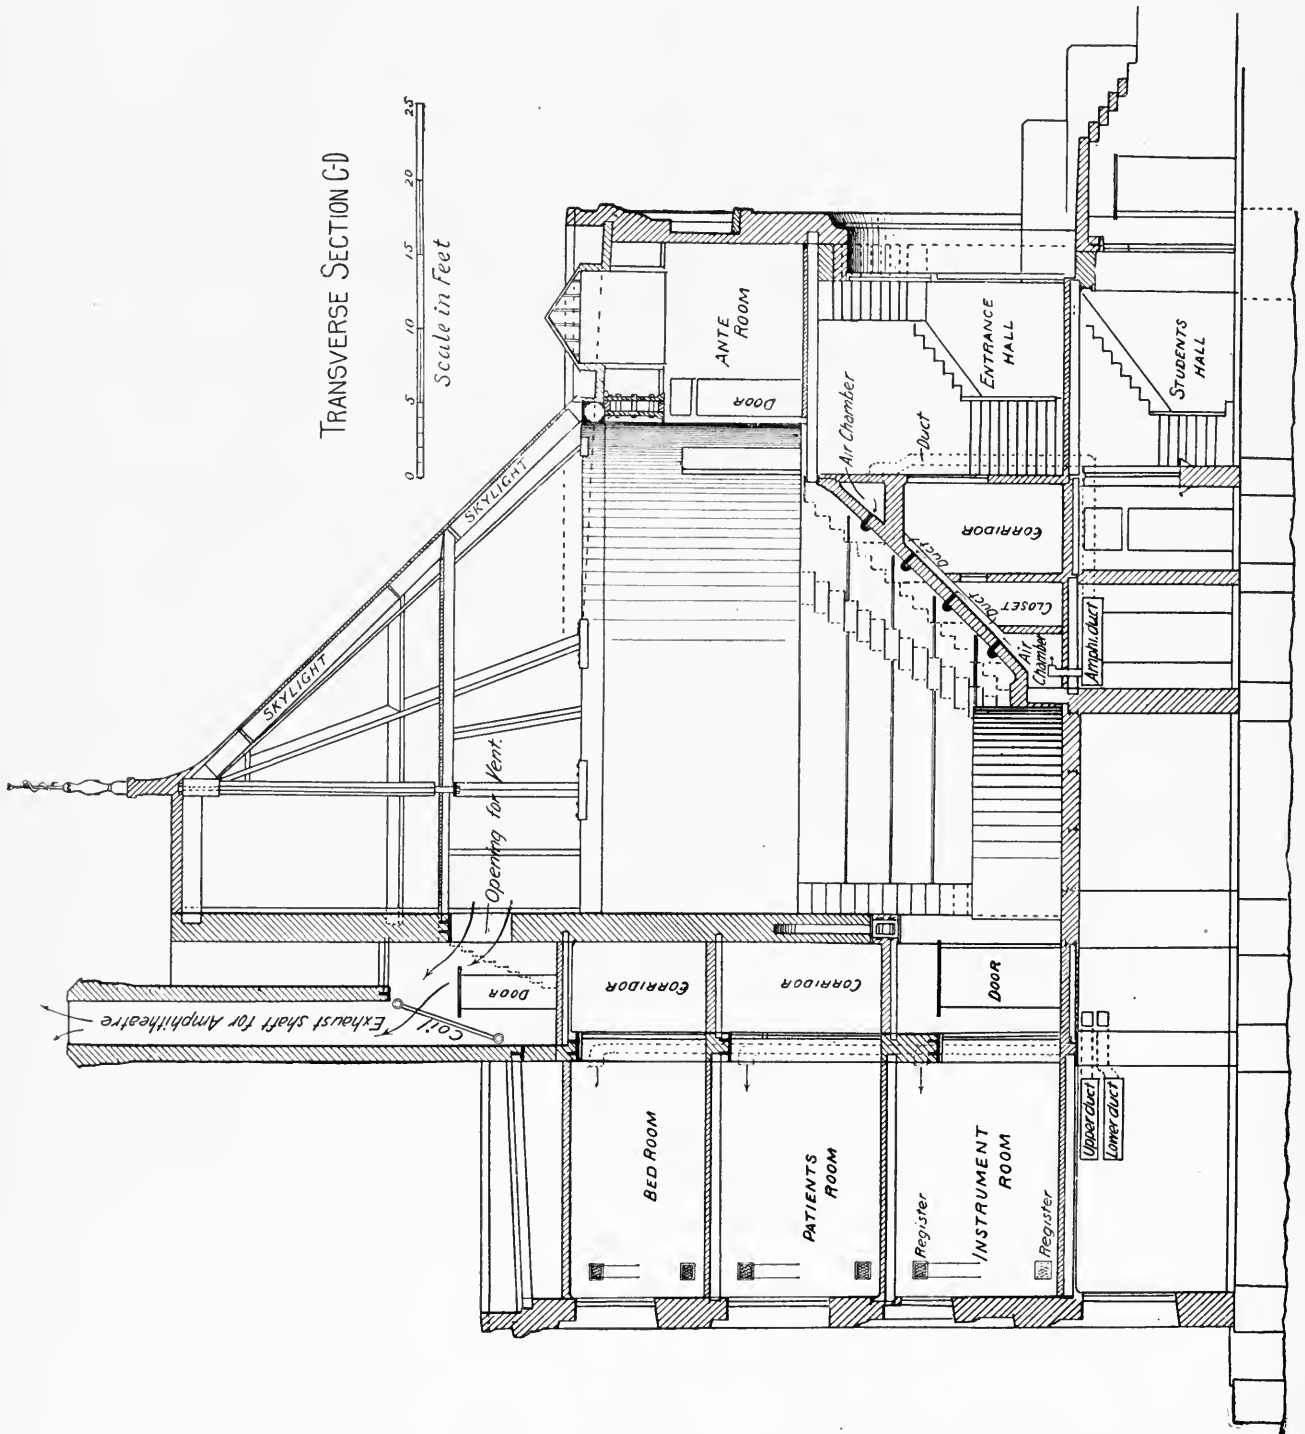 TRANSVERSE SECTION C-D
0 5 10 15 20 25
Scale in Feet
SKYLIGHT
SKYLIGHT
Opening for Vent.
Exhaust shaft for Amphitheatre
Coil
DOOR
CORRIDOR
CORRIDOR
DOOR
BED ROOM
PATIENTS
ROOM
INSTRUMENT
ROOM
Register
Register
Upper duct
Lower duct
ANTE
ROOM
DOOR
Air Chamber
Duct
ENTRANCE
HALL
STUDENTS
HALL
CORRIDOR
DUCT
DUCT
CLOSET
Air
Chamber
Amphi. duct